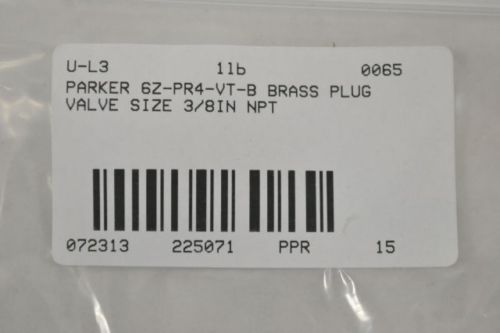 U-L3 11b 0065
PARKER 6Z-PR4-VT-B BRASS PLUG
VALVE SIZE 3/8IN NPT
072313 225071 PPR 15